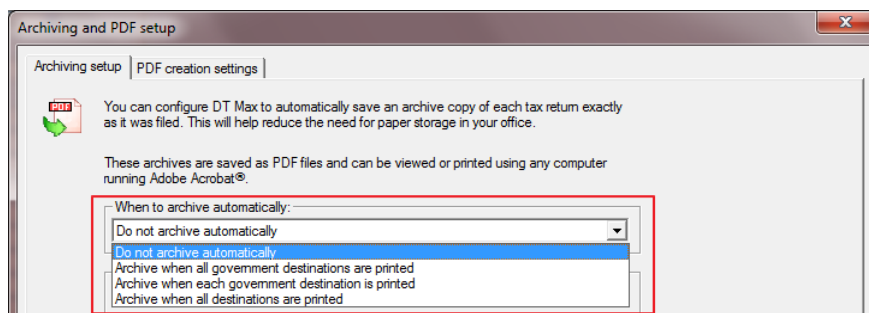 Archiving and PDF setup
Archiving setup PDF creation settings
PDF
You can configure DT Max to automatically save an archive copy of each tax return exactly
as it was filed. This will help reduce the need for paper storage in your office.
These archives are saved as PDF files and can be viewed or printed using any computer
running Adobe Acrobat®.
When to archive automatically:
Do not archive automatically
Do not archive automatically
Archive when all government destinations are printed
Archive when each government destination is printed
Archive when all destinations are printed